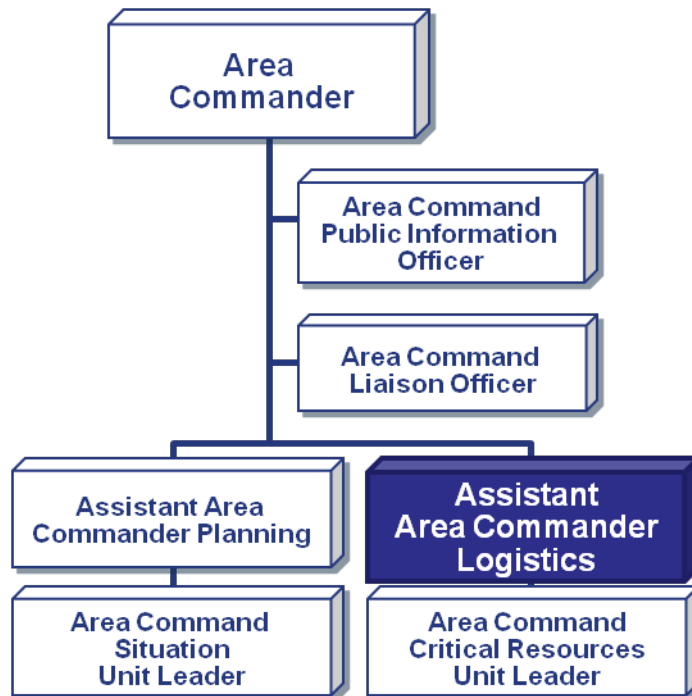 Area
Commander
Area Command
Public Information
Officer
Area Command
Liaison Officer
Assistant Area
Commander Planning
Assistant
Area Commander
Logistics
Area Command
Situation
Unit Leader
Area Command
Critical Resources
Unit Leader